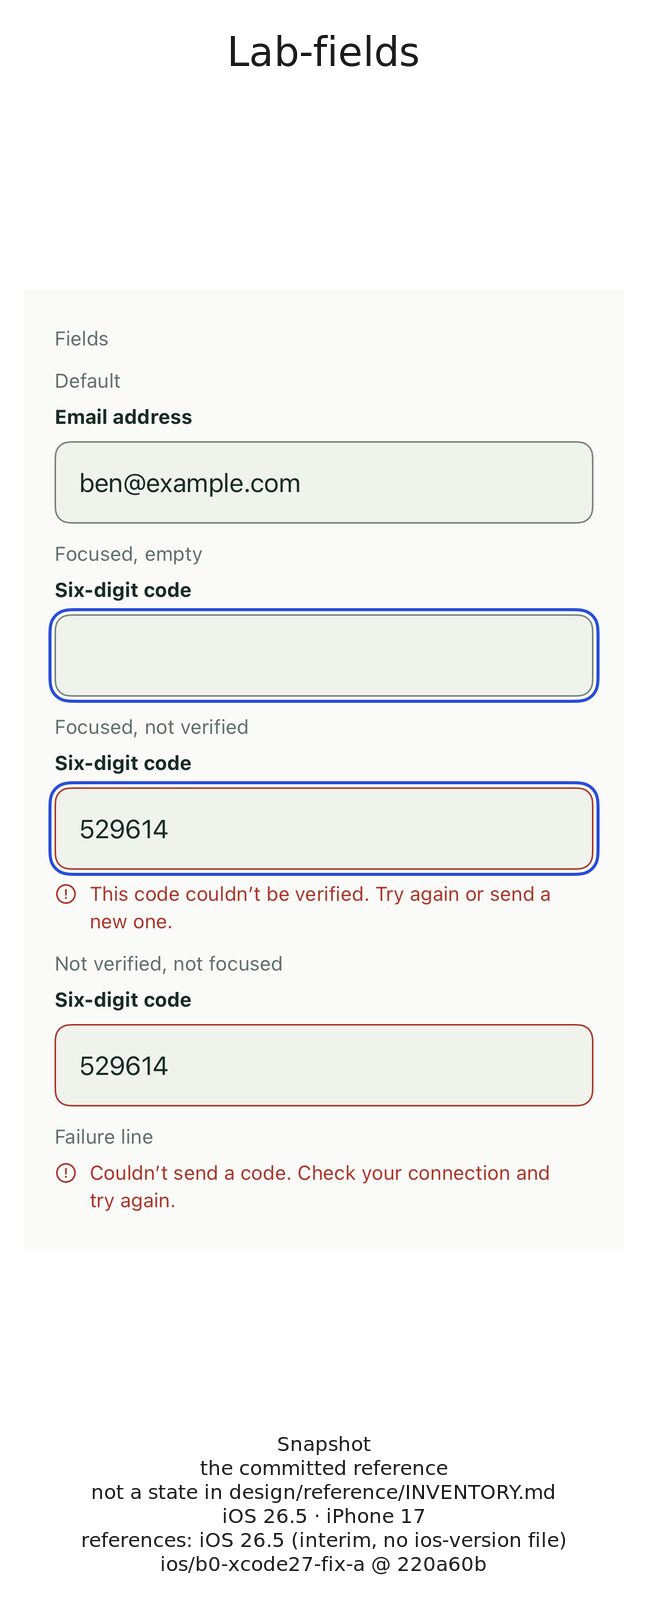 Lab-fields
Fields
Default
Email address
ben@example.com
Focused, empty
Six-digit code
Focused, not verified
Six-digit code
529614
This code couldn’t be verified. Try again or send a
new one.
Not verified, not focused
Six-digit code
529614
Failure line
Couldn’t send a code. Check your connection and
try again.
Snapshot
the committed reference
not a state in design/reference/INVENTORY.md
iOS 26.5 · iPhone 17
references: iOS 26.5 (interim, no ios-version file)
ios/b0-xcode27-fix-a @ 220a60b